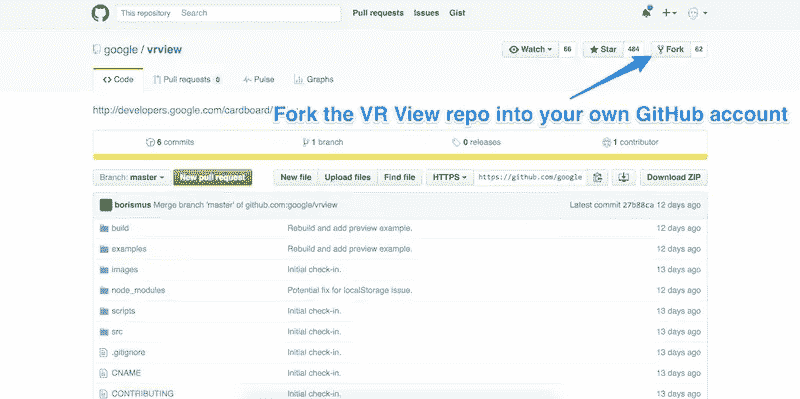 This repository Search Pull requests Issues Gist
google / vrview Watch 66 Star 484 Fork 62
Code Pull requests 0 Pulse Graphs
http://developers.google.com/cardboard/
Fork the VR View repo into your own GitHub account
6 commits 1 branch 0 releases 1 contributor
Branch: master New pull request New file Upload files Find file HTTPS https://github.com/google Download ZIP
borismus Merge branch 'master' of github.com:google/vrview Latest commit 27b88ca 12 days ago
build Rebuild and add preview example. 12 days ago
examples Rebuild and add preview example. 12 days ago
images Initial check-in. 13 days ago
node_modules Potential fix for localStorage issue. 12 days ago
scripts Initial check-in. 13 days ago
src Initial check-in. 13 days ago
.gitignore Initial check-in. 13 days ago
CNAME Initial check-in. 13 days ago
CONTRIBUTING Initial check-in. 13 days ago